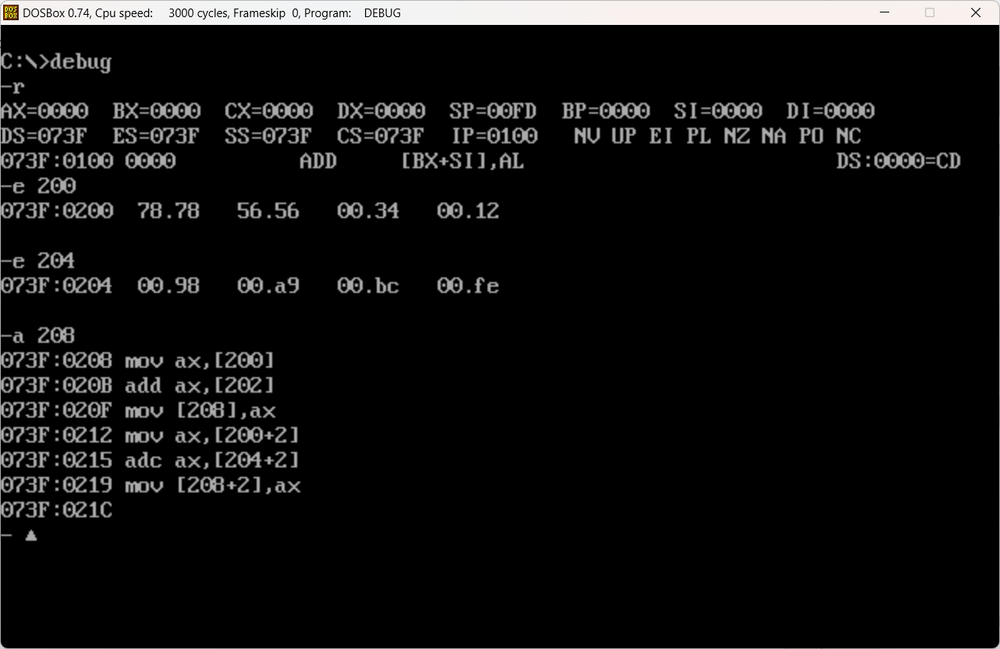 DOSBox 0.74, Cpu speed: 3000 cycles, Frameskip 0, Program: DEBUG
C:\>debug
-r
AX=0000 BX=0000 CX=0000 DX=0000 SP=00FD BP=0000 SI=0000 DI=0000
DS=073F ES=073F SS=073F CS=073F IP=0100 NV UP EI PL NZ NA PO NC
073F:0100 0000 ADD [BX+SI],AL DS:0000=CD
-e 200
073F:0200 78.78 56.56 00.34 00.12
-e 204
073F:0204 00.98 00.a9 00.bc 00.fe
-a 208
073F:0208 mov ax,[200]
073F:020B add ax,[202]
073F:020F mov [208],ax
073F:0212 mov ax,[200+2]
073F:0215 adc ax,[204+2]
073F:0219 mov [208+2],ax
073F:021C
-